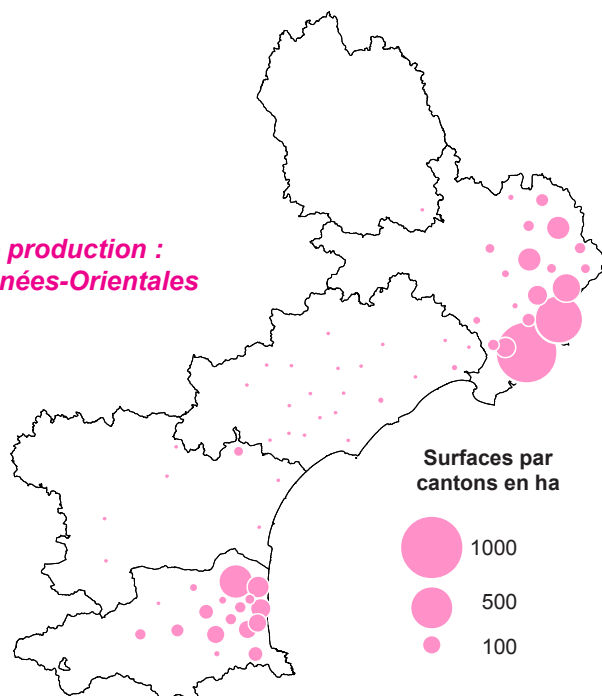 production :
nées-Orientales
Surfaces par
cantons en ha
1000
500
100